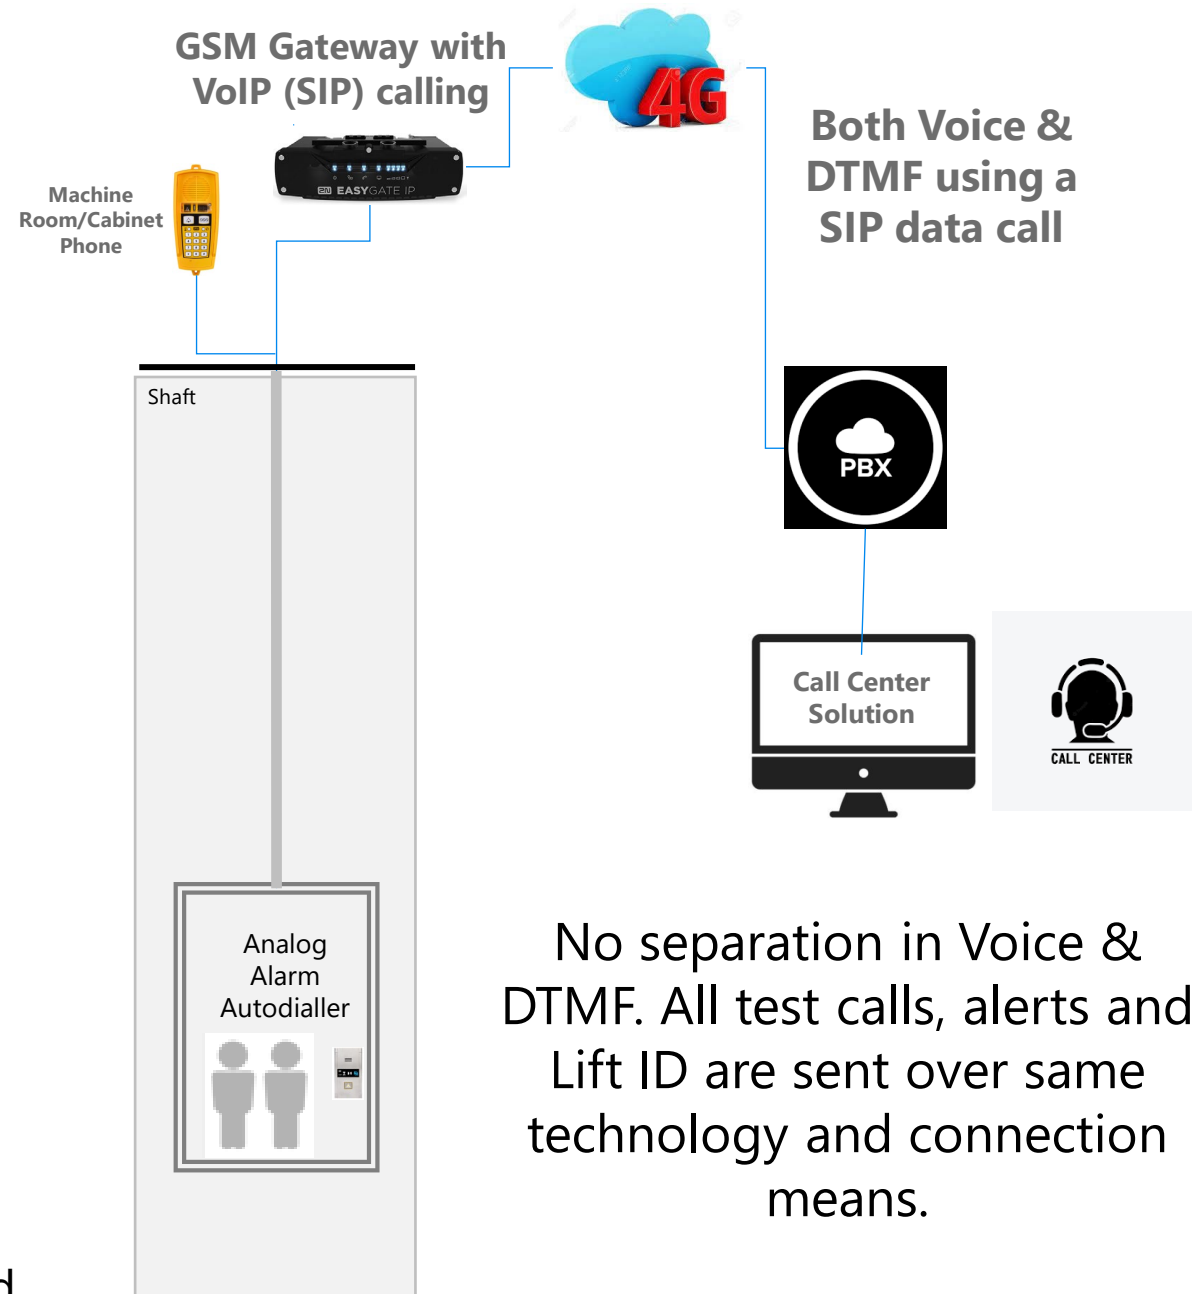 GSM Gateway with
VoIP (SIP) calling
4G
Both Voice &
DTMF using a
SIP data call
Machine
Room/Cabinet
Phone
2N EASYGATE IP
Shaft
PBX
Call Center
Solution
CALL CENTER
Analog
Alarm
Autodialler
No separation in Voice &
DTMF. All test calls, alerts and
Lift ID are sent over same
technology and connection
means.